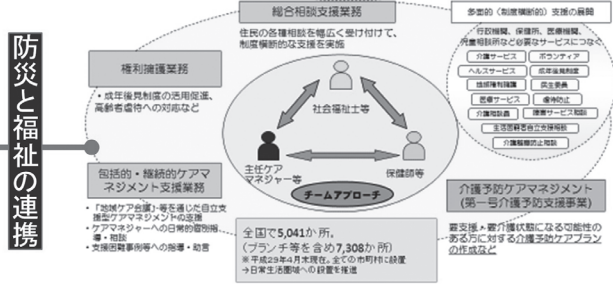 防災と福祉の連携
総合相談支援業務
住民の各種相談を幅広く受け付けて、
制度横断的な支援を実施
多面的（制度横断的）支援の展開
行政機関、保健所、医療機関、
児童相談所など必要なサービスにつなぐ
介護サービス
ボランティア
ヘルスサービス
成年後見制度
地域権利擁護
民生委員
医療サービス
虐待防止
介護相談員
障害サービス相談
生活困窮者自立支援相談
介護離職防止相談
権利擁護業務
・成年後見制度の活用促進、
高齢者虐待への対応など
社会福祉士等
主任ケア
マネジャー等
保健師等
チームアプローチ
包括的・継続的ケアマ
ネジメント支援業務
・「地域ケア会議」等を通じた自立支
援型ケアマネジメントの支援
・ケアマネジャーへの日常的個別指
導・相談
・支援困難事例等への指導・助言
全国で5,041か所。
（ブランチ等を含め7,308か所）
※平成29年4月末現在。全ての市町村に設置
→日常生活圏域への設置を推進
介護予防ケアマネジメント
(第一号介護予防支援事業)
要支援・要介護状態になる可能性の
ある方に対する介護予防ケアプラン
の作成など